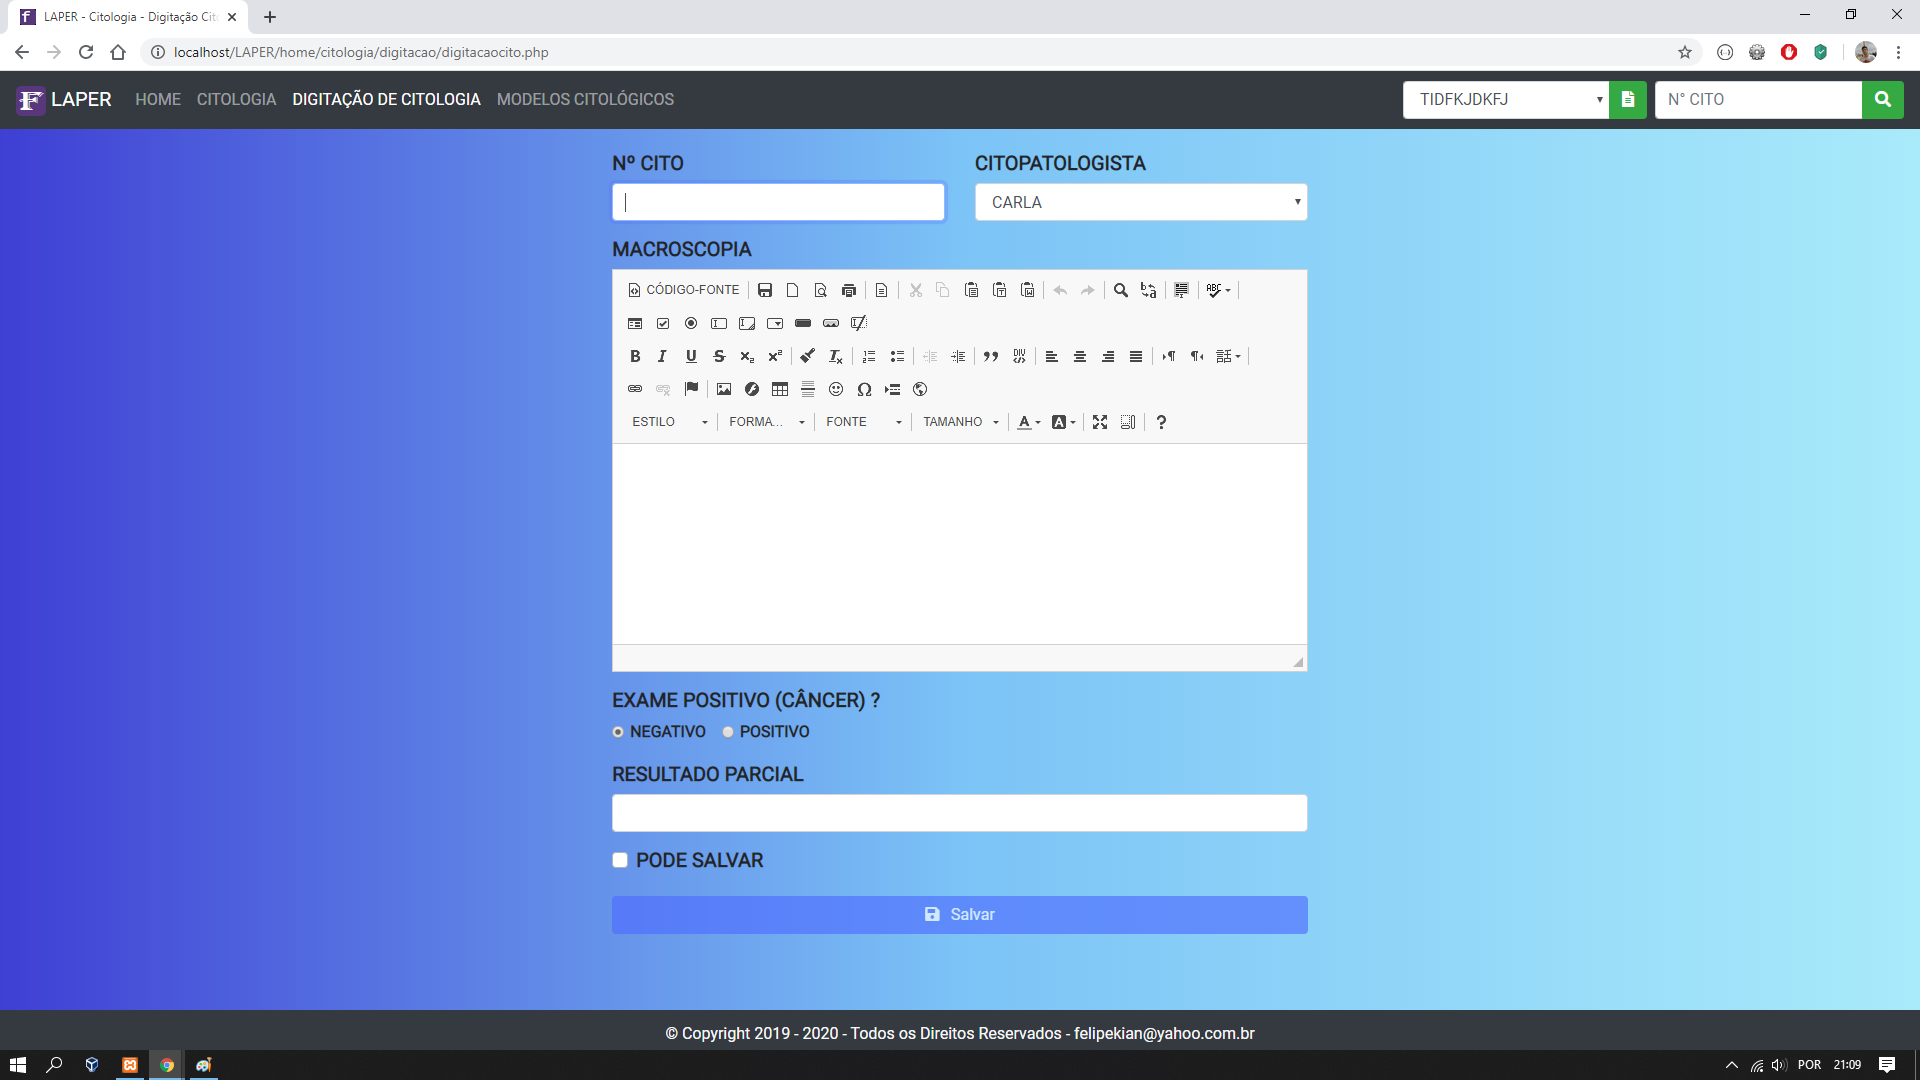 LAPER - Citologia - Digitação Cito
localhost/LAPER/home/citologia/digitacao/digitacaocito.php
LAPER HOME CITOLOGIA DIGITAÇÃO DE CITOLOGIA MODELOS CITOLÓGICOS TIDFKJDKFJ N° CITO
Nº CITO CITOPATOLOGISTA
CARLA
MACROSCOPIA
CÓDIGO-FONTE
ESTILO FORMA... FONTE TAMANHO
EXAME POSITIVO (CÂNCER) ?
NEGATIVO POSITIVO
RESULTADO PARCIAL
PODE SALVAR
Salvar
© Copyright 2019 - 2020 - Todos os Direitos Reservados - felipekian@yahoo.com.br
POR 21:09